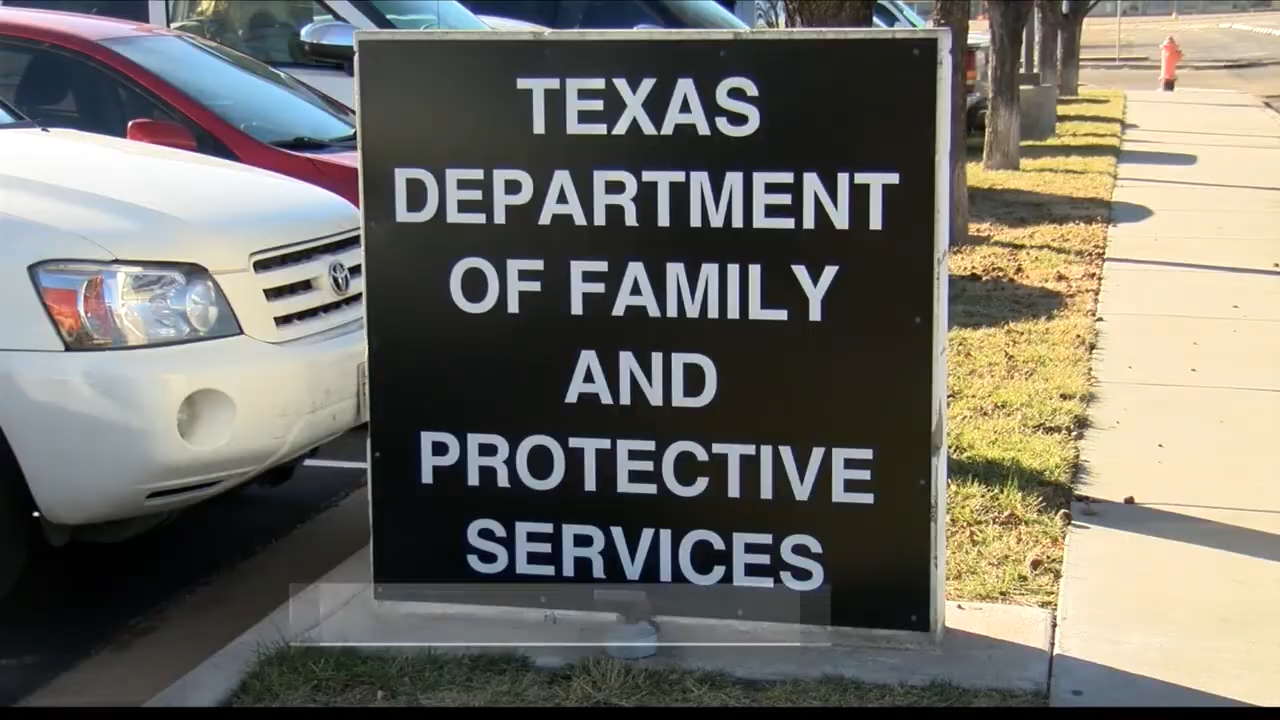 TEXAS
DEPARTMENT
OF FAMILY
AND
PROTECTIVE
SERVICES